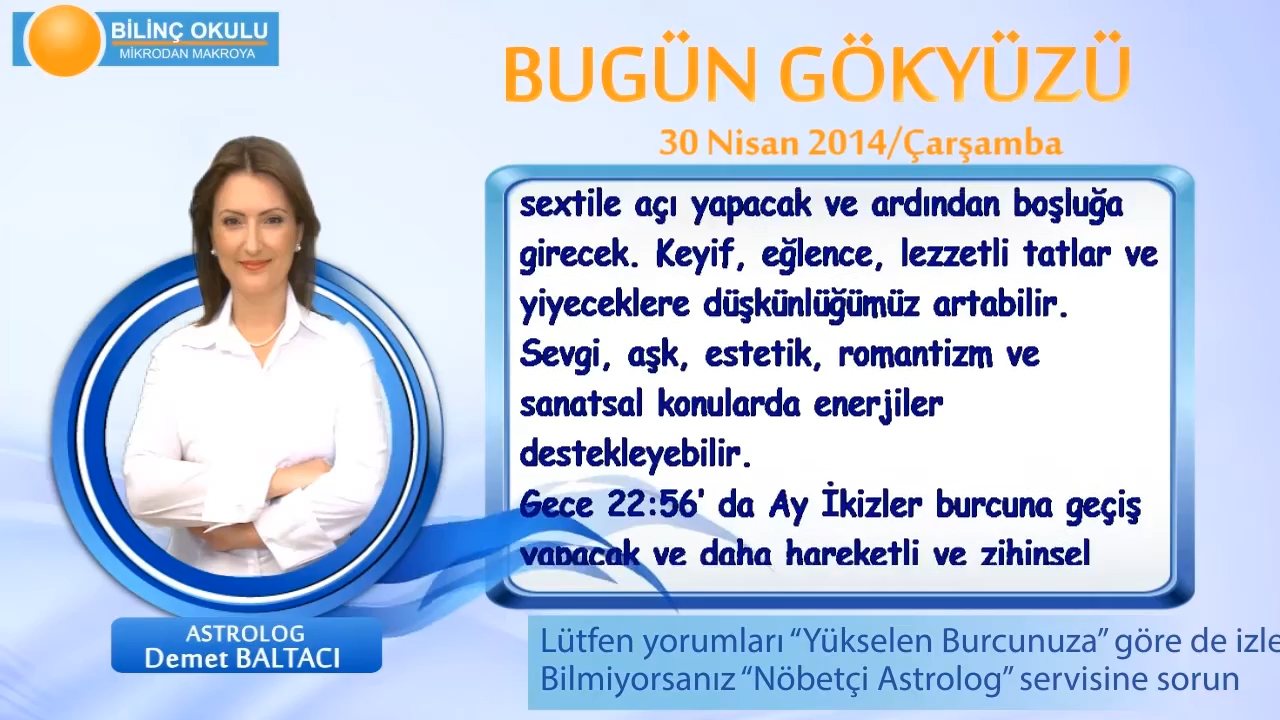 BİLİNÇ OKULU
MİKRODAN MAKROYA
BUGÜN GÖKYÜZÜ
30 Nisan 2014/Çarşamba
sextile açı yapacak ve ardından boşluğa
girecek. Keyif, eğlence, lezzetli tatlar ve
yiyeceklere düşkünlüğümüz artabilir.
Sevgi, aşk, estetik, romantizm ve
sanatsal konularda enerjiler
destekleyebilir.
Gece 22:56' da Ay İkizler burcuna geçiş
yapacak ve daha hareketli ve zihinsel
ASTROLOG
Demet BALTACI
Lütfen yorumları “Yükselen Burcunuza” göre de izle
Bilmiyorsanız “Nöbetçi Astrolog” servisine sorun